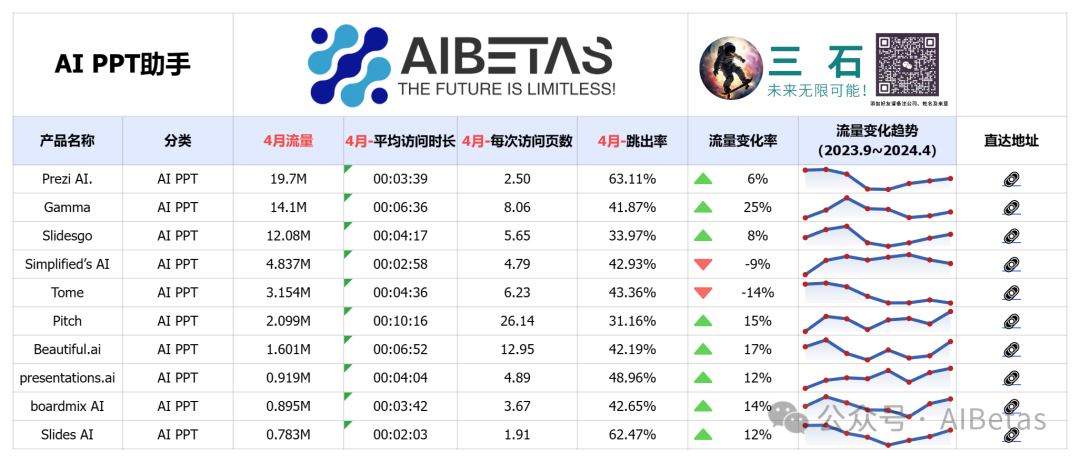 AI PPT助手
AIBETAS
THE FUTURE IS LIMITLESS!
三 石
未来无限可能!
添加好友请备注公司、姓名及来意
产品名称 分类 4月流量 4月-平均访问时长 4月-每次访问页数 4月-跳出率 流量变化率 流量变化趋势 直达地址
(2023.9~2024.4)
Prezi AI. AI PPT 19.7M 00:03:39 2.50 63.11% 6%
Gamma AI PPT 14.1M 00:06:36 8.06 41.87% 25%
Slidesgo AI PPT 12.08M 00:04:17 5.65 33.97% 8%
Simplified's AI AI PPT 4.837M 00:02:58 4.79 42.93% -9%
Tome AI PPT 3.154M 00:04:36 6.23 43.36% -14%
Pitch AI PPT 2.099M 00:10:16 26.14 31.16% 15%
Beautiful.ai AI PPT 1.601M 00:06:52 12.95 42.19% 17%
presentations.ai AI PPT 0.919M 00:04:04 4.89 48.96% 12%
boardmix AI AI PPT 0.895M 00:03:42 3.67 42.65% 14%
Slides AI AI PPT 0.783M 00:02:03 1.91 62.47% 12%
公众号 · AIBetas